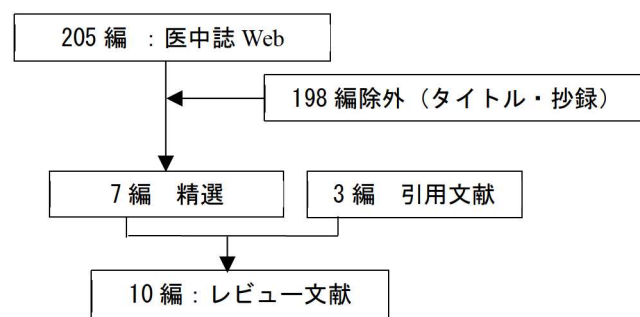 205 編 ：医中誌 Web
198 編除外（タイトル・抄録）
7 編　精選
3 編　引用文献
10 編：レビュー文献